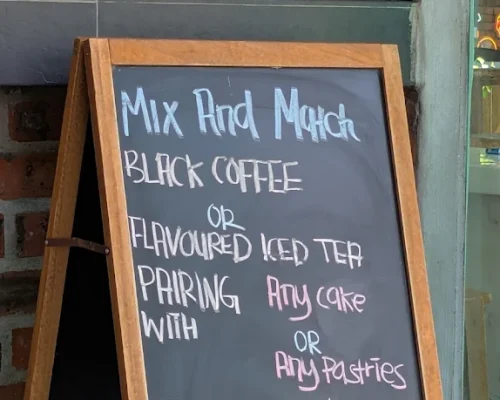 Mix And Match
BLACK COFFEE
OR
FLAVOURED ICED TEA
PAIRING Any cake
WITH
OR
Any Pastries